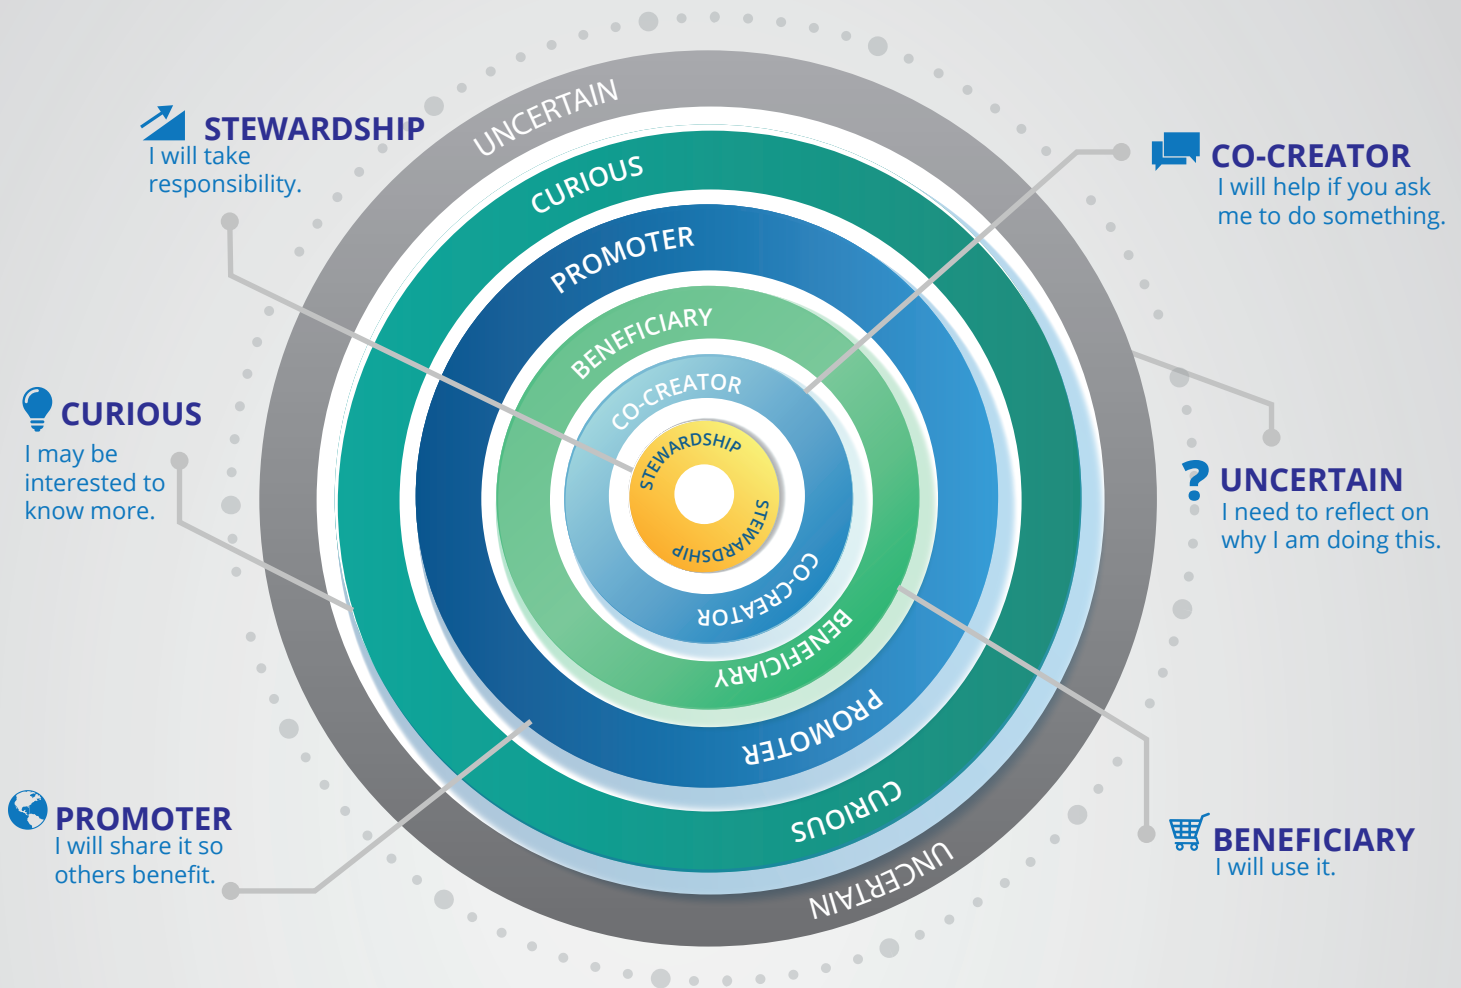 STEWARDSHIP
I will take
responsibility.
CURIOUS
I may be
interested to
know more.
PROMOTER
I will share it so
others benefit.
UNCERTAIN
CURIOUS
PROMOTER
BENEFICIARY
CO-CREATOR
STEWARDSHIP
STEWARDSHIP
CO-CREATOR
BENEFICIARY
PROMOTER
CURIOUS
UNCERTAIN
CO-CREATOR
I will help if you ask
me to do something.
?
UNCERTAIN
I need to reflect on
why I am doing this.
BENEFICIARY
I will use it.